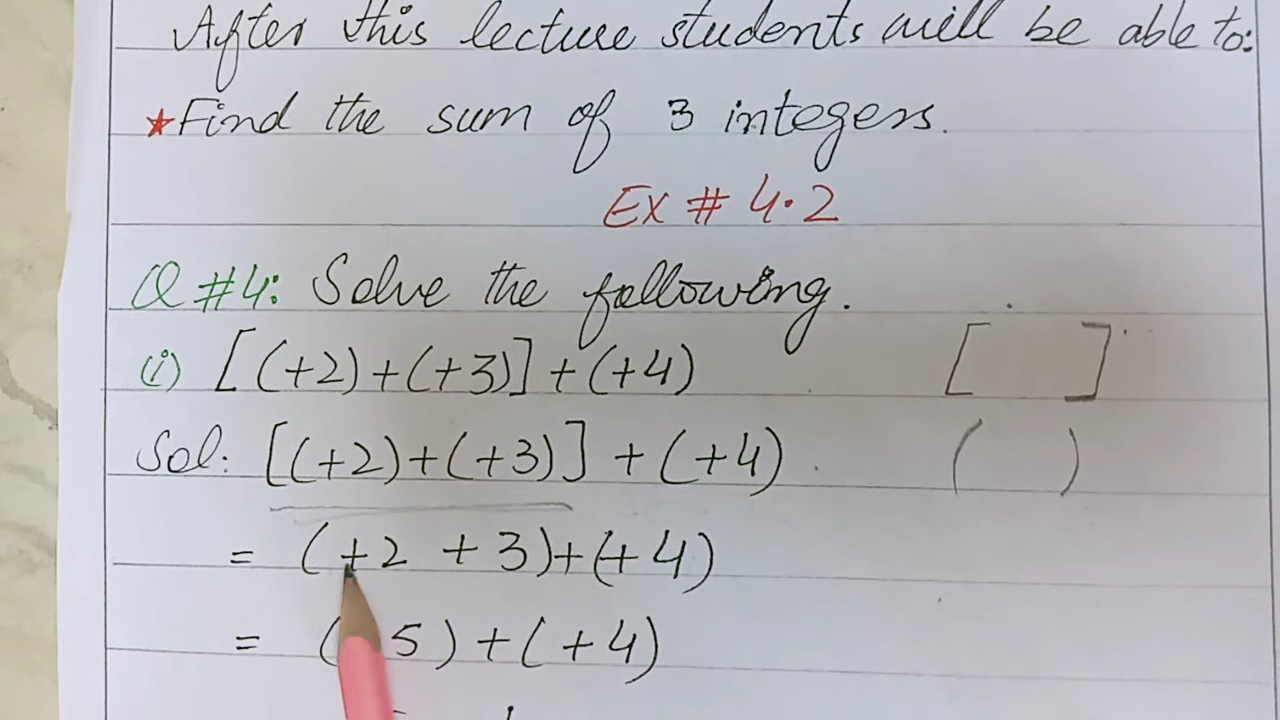 After this lecture students will be able to:
★Find the sum of 3 integers.
Ex # 4.2
Q #4: Solve the following.
(i) [(+2)+(+3)]+(+4) [ ]
Sol: [(+2)+(+3)] + (+4) ( )
= (+2 + 3)+(+4)
= ( 5)+(+4)